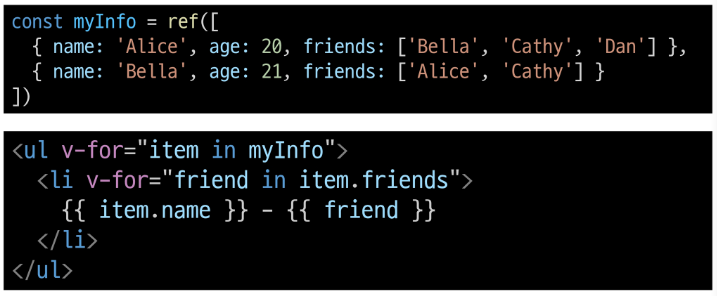 const myInfo = ref([
  { name: 'Alice', age: 20, friends: ['Bella', 'Cathy', 'Dan'] },
  { name: 'Bella', age: 21, friends: ['Alice', 'Cathy'] }
])
<ul v-for="item in myInfo">
  <li v-for="friend in item.friends">
    {{ item.name }} - {{ friend }}
  </li>
</ul>